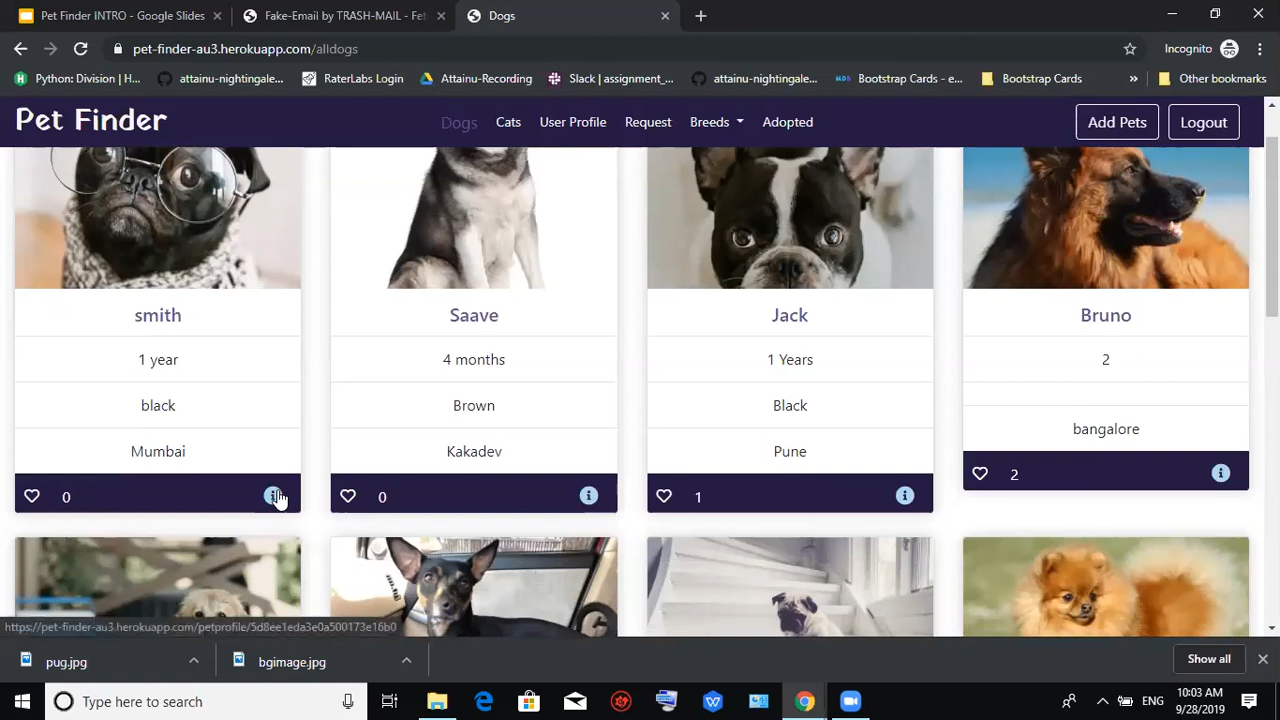 Pet Finder INTRO - Google Slides
Fake-Email by TRASH-MAIL - Fet
Dogs
pet-finder-au3.herokuapp.com/alldogs
Incognito
Python: Division | H...
attainu-nightingale...
RaterLabs Login
Attainu-Recording
Slack | assignment_...
attainu-nightingale...
Bootstrap Cards - e...
Bootstrap Cards
Other bookmarks
Pet Finder
Dogs
Cats
User Profile
Request
Breeds
Adopted
Add Pets
Logout
smith
1 year
black
Mumbai
0
Saave
4 months
Brown
Kakadev
0
Jack
1 Years
Black
Pune
1
Bruno
2
bangalore
2
https://pet-finder-au3.herokuapp.com/petprofile/5d8ee1eda3e0a500173e16b0
pug.jpg
bgimage.jpg
Show all
Type here to search
ENG
10:03 AM
9/28/2019